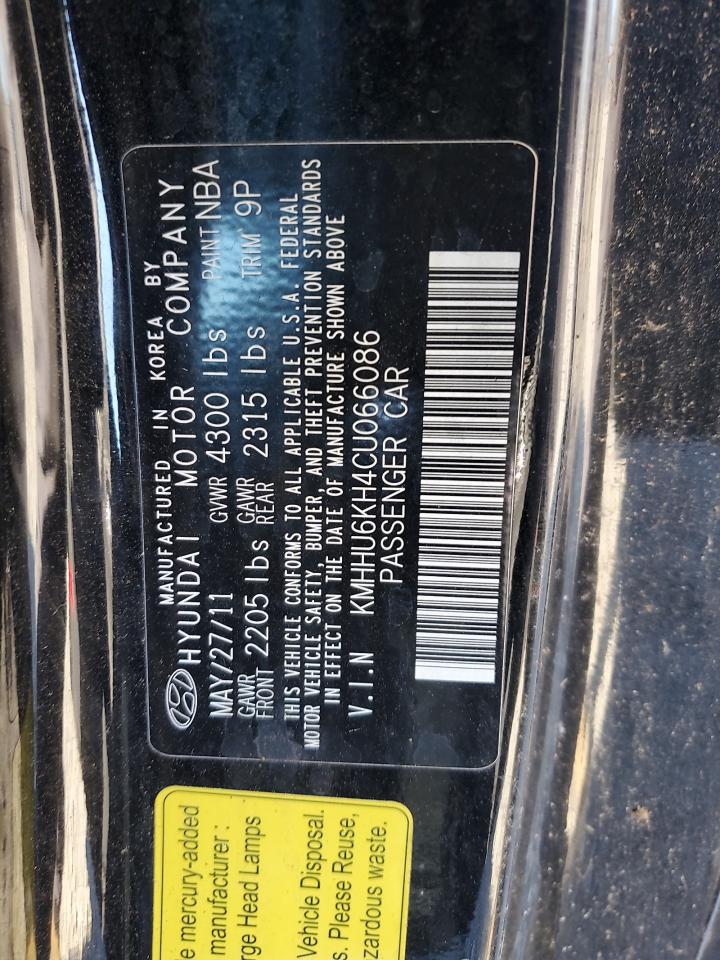 MANUFACTURED IN KOREA BY
HYUNDAI MOTOR COMPANY
MAY/27/11 GVWR 4300 lbs PAINT NBA
GAWR FRONT 2205 lbs GAWR REAR 2315 lbs TRIM 9P
THIS VEHICLE CONFORMS TO ALL APPLICABLE U.S.A. FEDERAL
MOTOR VEHICLE SAFETY, BUMPER, AND THEFT PREVENTION STANDARDS
IN EFFECT ON THE DATE OF MANUFACTURE SHOWN ABOVE
V.I.N KMHHU6KH4CU066086
PASSENGER CAR
mercury-added
manufacturer :
Head Lamps
Vehicle Disposal.
Please Reuse,
waste.